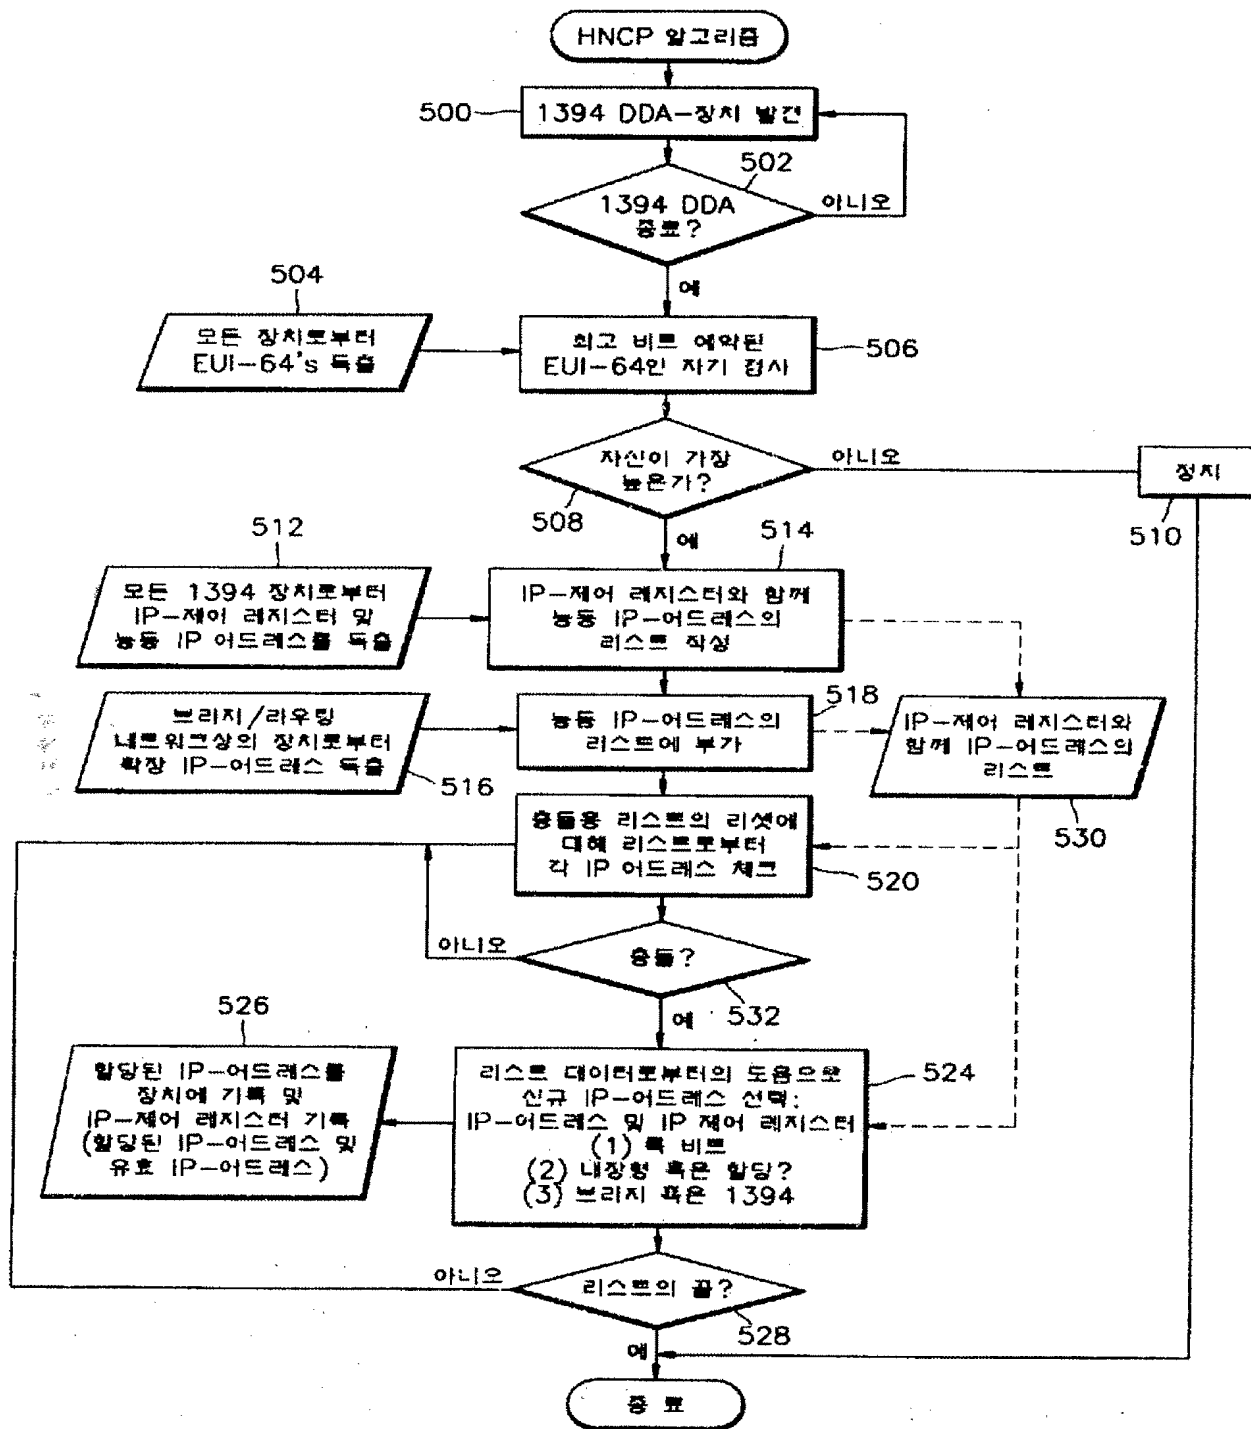 HNCP 알고리즘
500
1394 DDA-장치 발견
502
1394 DDA
종료?
아니오
예
504
모든 장치로부터
EUI-64's 독출
최고 비트 예약된
EUI-64인 자기 검사
506
자신이 가장
높은가?
508
아니오
정지
510
예
512
모든 1394 장치로부터
IP-제어 레지스터 및
능동 IP 어드레스를 독출
514
IP-제어 레지스터와 함께
능동 IP-어드레스의
리스트 작성
브리지/라우팅
네트워크상의 장치로부터
확장 IP-어드레스 독출
516
능동 IP-어드레스의
리스트에 부가
518
IP-제어 레지스터와
함께 IP-어드레스의
리스트
530
충돌용 리스트의 리셋에
대해 리스트로부터
각 IP 어드레스 체크
520
아니오
충돌?
532
예
526
할당된 IP-어드레스를
장치에 기록 및
IP-제어 레지스터 기록
(할당된 IP-어드레스 및
유효 IP-어드레스)
리스트 데이터로부터의 도움으로
신규 IP-어드레스 선택:
IP-어드레스 및 IP 제어 레지스터
(1) 록 비트
(2) 내장형 혹은 할당?
(3) 브리지 혹은 1394
524
아니오
리스트의 끝?
528
예
종료